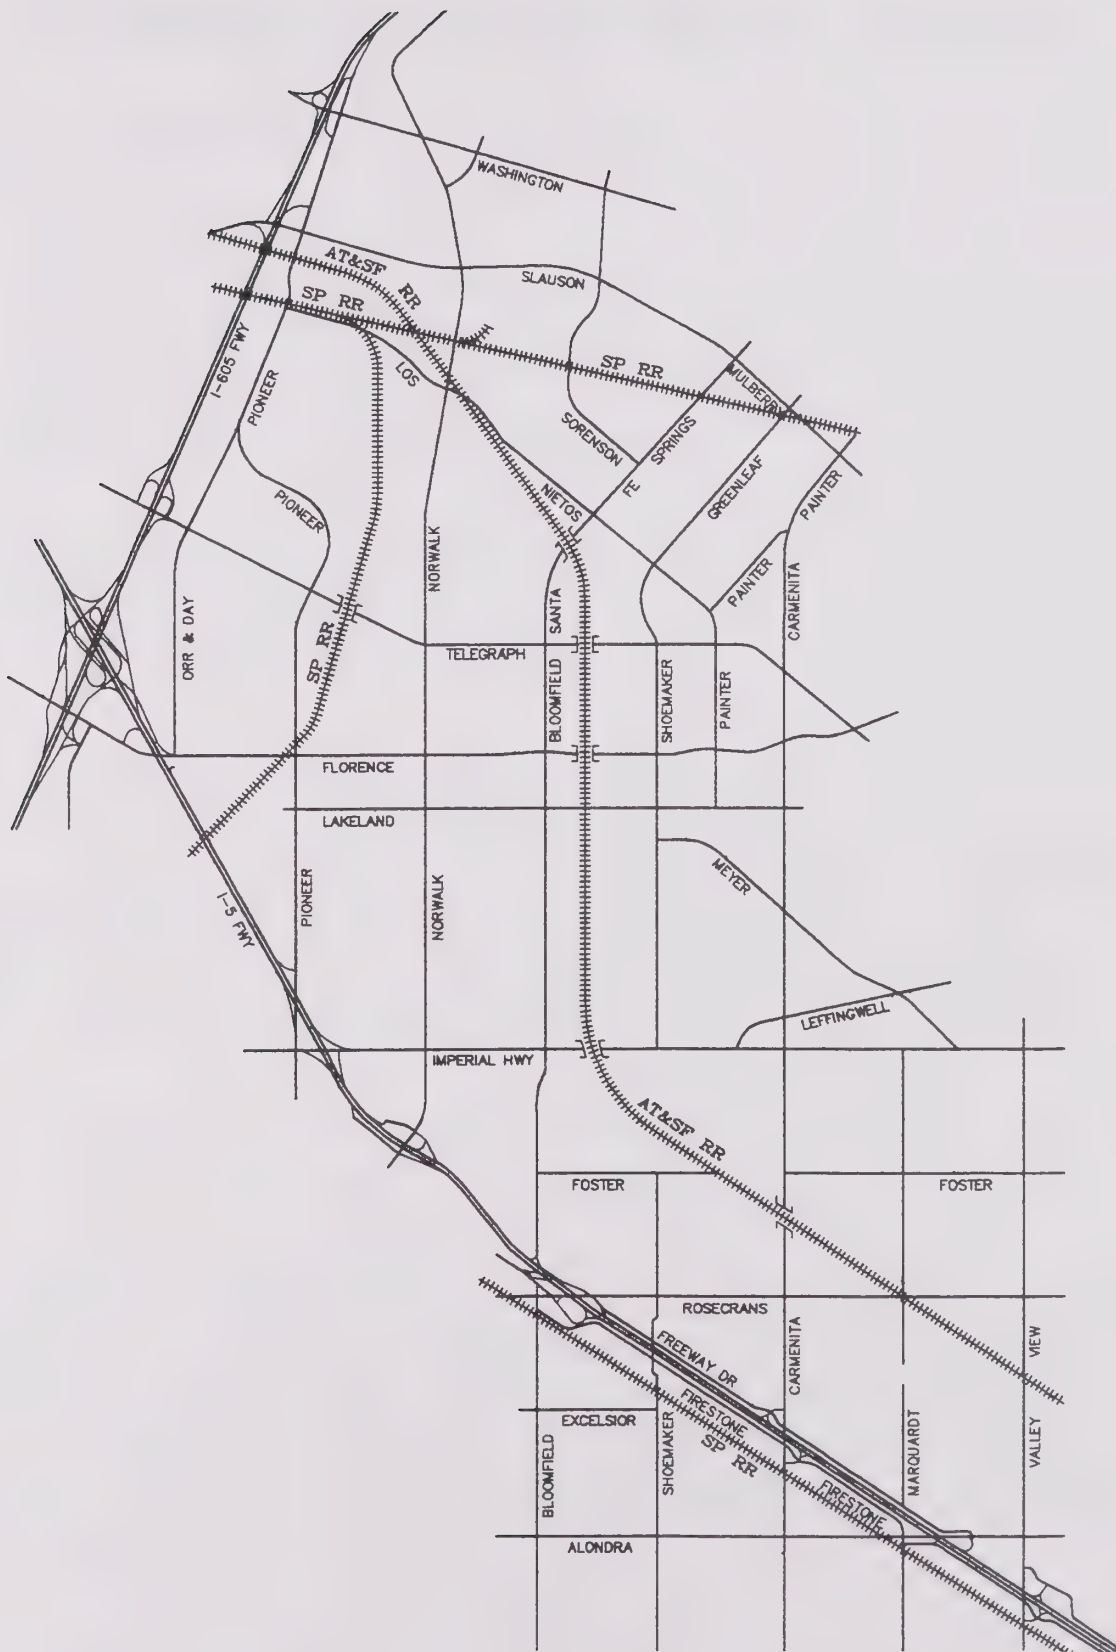 WASHINGTON
AT&SF
RR
SLAUSON
SP RR
LOS
SP RR
MULBERRY
I-605 FWY
PIONEER
SORENSON
SPRINGS
FE
GREENLEAF
PAINTER
NIETOS
PIONEER
NORWALK
PAINTER
CARMENITA
SANTA
ORR & DAY
SP RR
TELEGRAPH
BLOOMFIELD
SHOEMAKER
PAINTER
FLORENCE
LAKELAND
MEYER
I-5 FWY
PIONEER
NORWALK
LEFFINGWELL
IMPERIAL HWY
AT&SF RR
FOSTER
FOSTER
ROSECRANS
FREEWAY DR
CARMENITA
VIEW
FIRESTONE
EXCELSIOR
SP RR
BLOOMFIELD
SHOEMAKER
MARQUARDT
VALLEY
FIRESTONE
ALONDRA